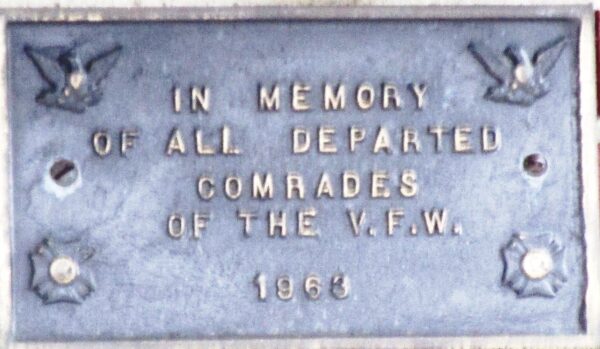 IN MEMORY
OF ALL DEPARTED
COMRADES
OF THE V.F.W.
1963